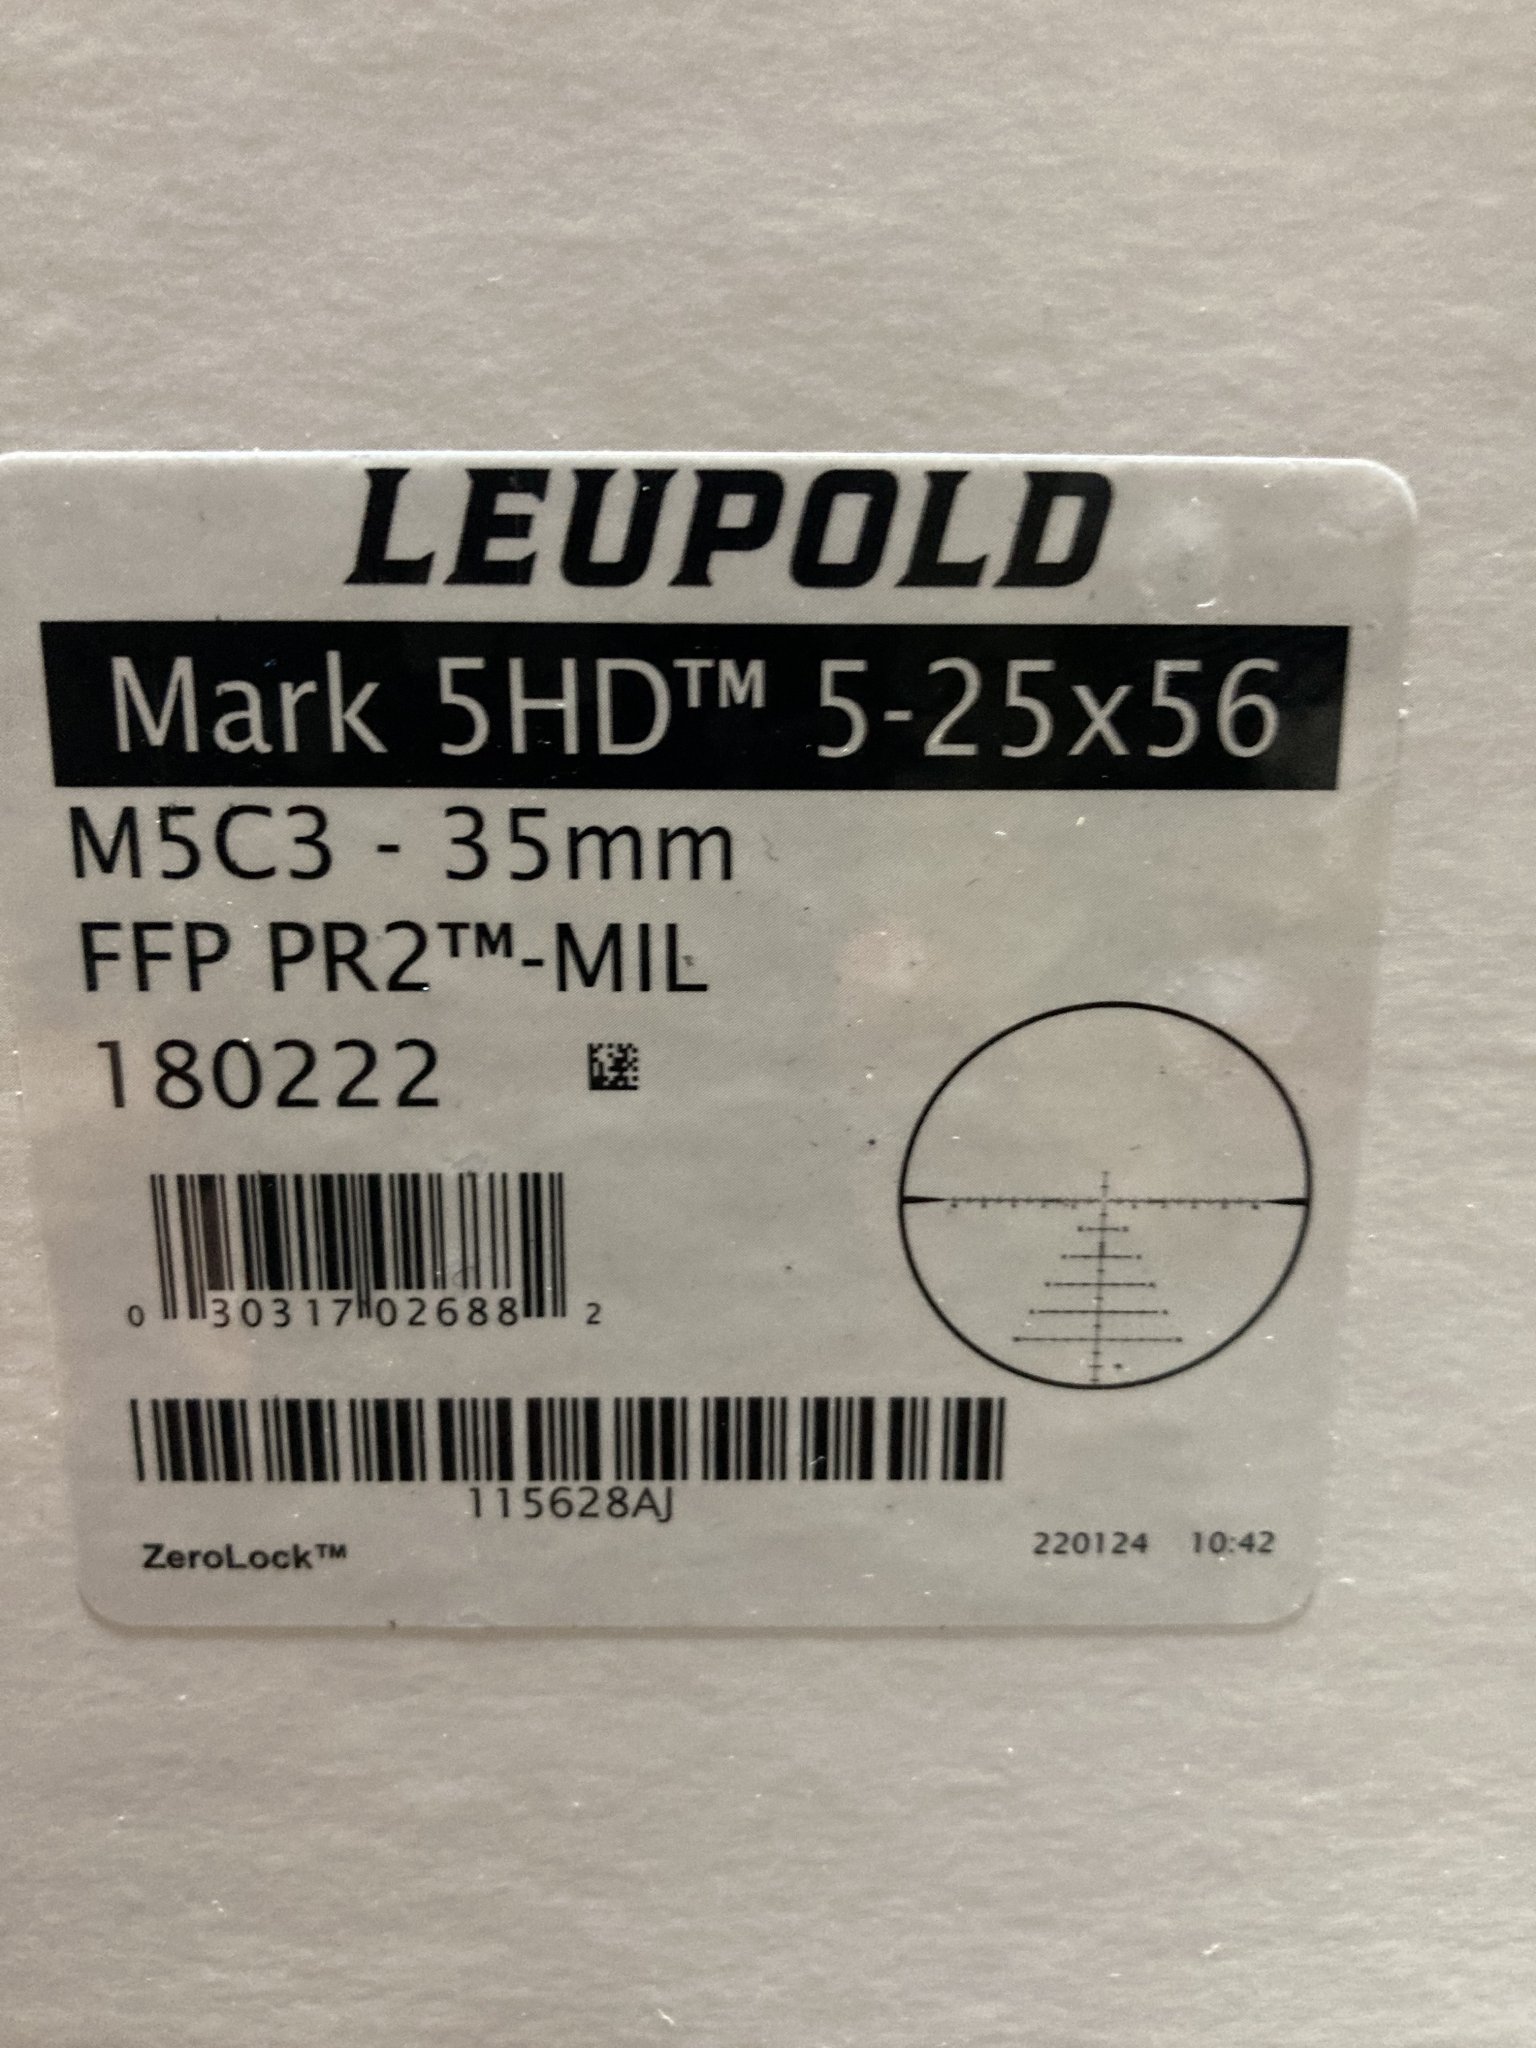 LEUPOLD
Mark 5HD™ 5-25x56
M5C3 - 35mm
FFP PR2™-MIL
180222
0 30317 02688 2
115628AJ
ZeroLock™ 220124 10:42